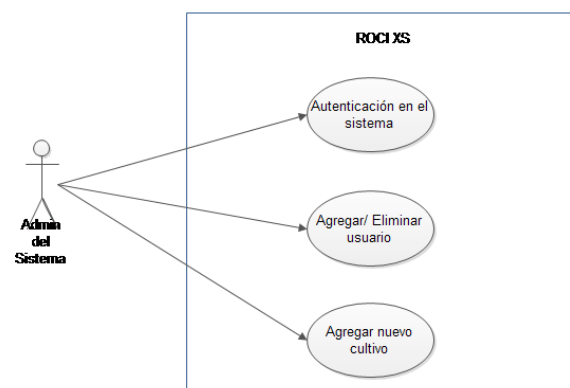 ROCI XS
Autenticación en el
sistema
Agregar/ Eliminar
usuario
Admin
del
Sistema
Agregar nuevo
cultivo